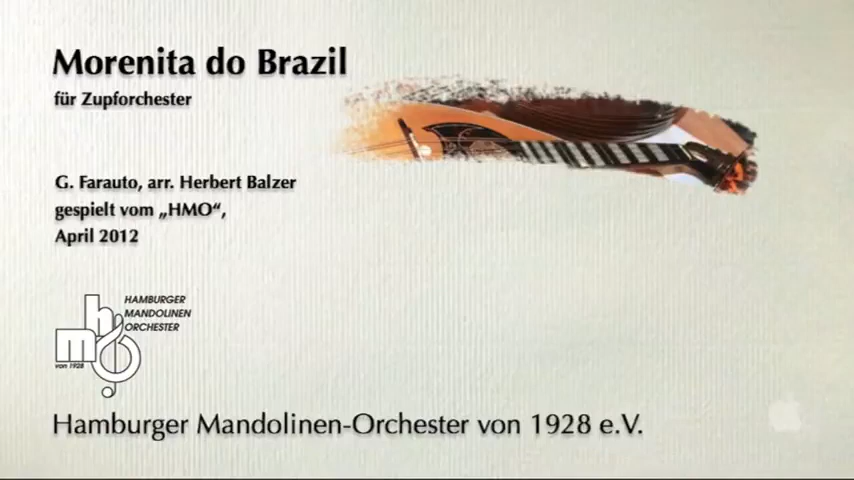 Morenita do Brazil
für Zupforchester
G. Farauto, arr. Herbert Balzer
gespielt vom „HMO“,
April 2012
HAMBURGER
MANDOLINEN
ORCHESTER
hm
von 1928
Hamburger Mandolinen-Orchester von 1928 e.V.